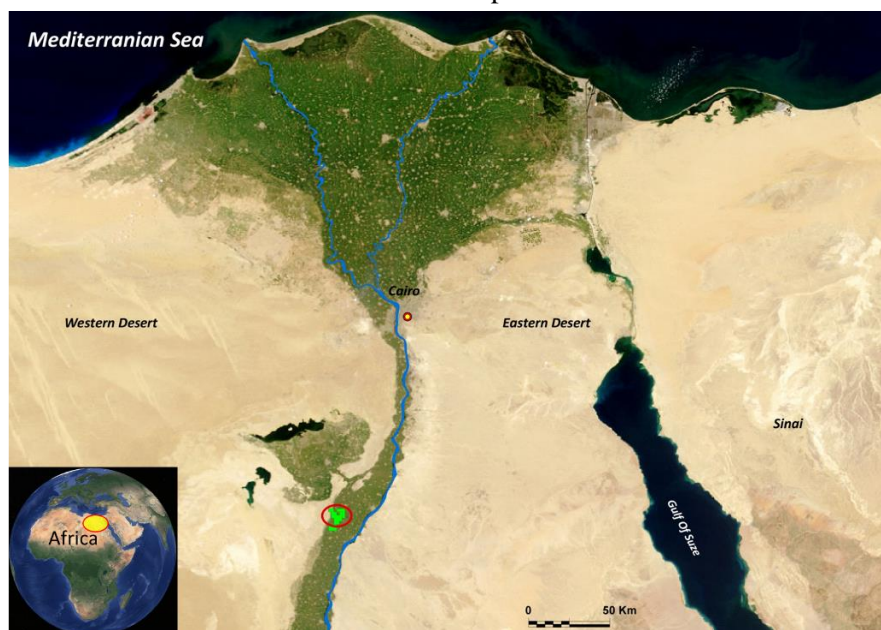 Mediterranian Sea
Cairo
Western Desert
Eastern Desert
Sinai
Gulf Of Suze
Africa
0 50 Km